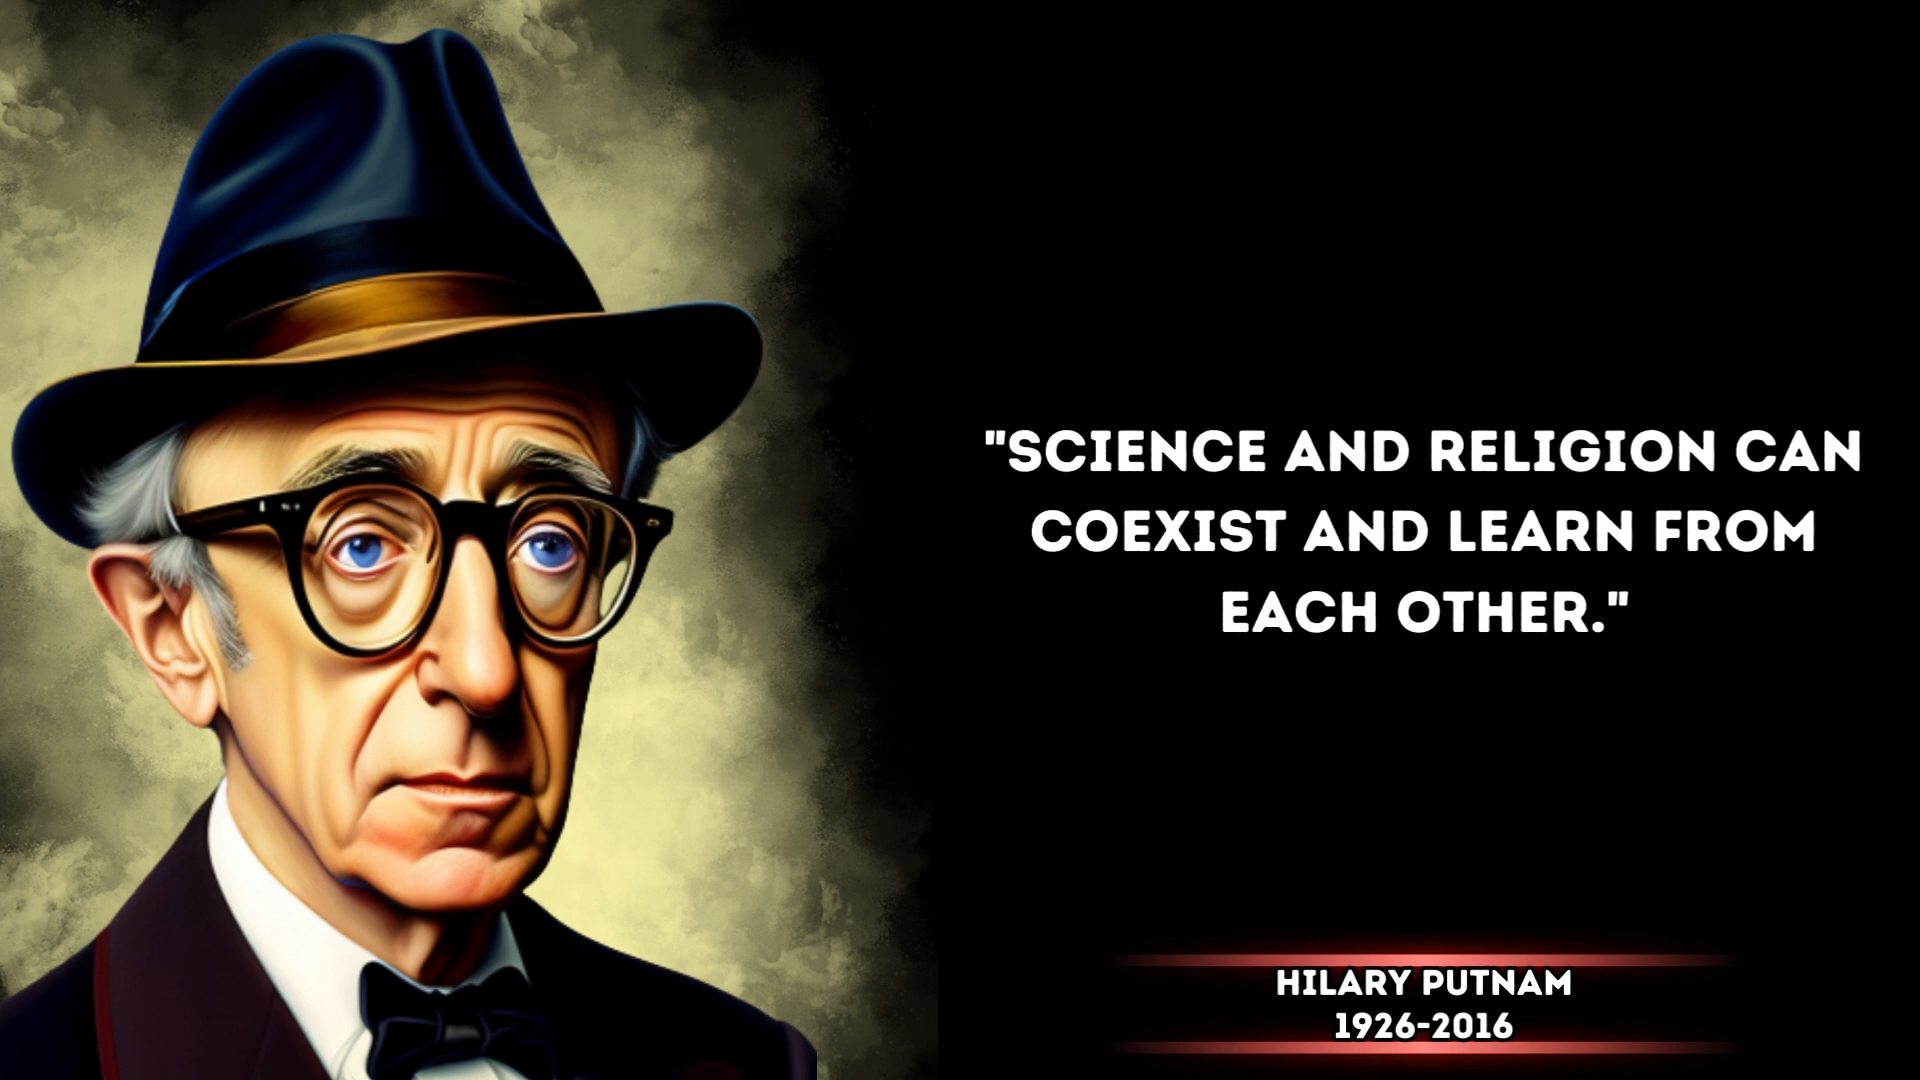 "SCIENCE AND RELIGION CAN
COEXIST AND LEARN FROM
EACH OTHER."
HILARY PUTNAM
1926-2016